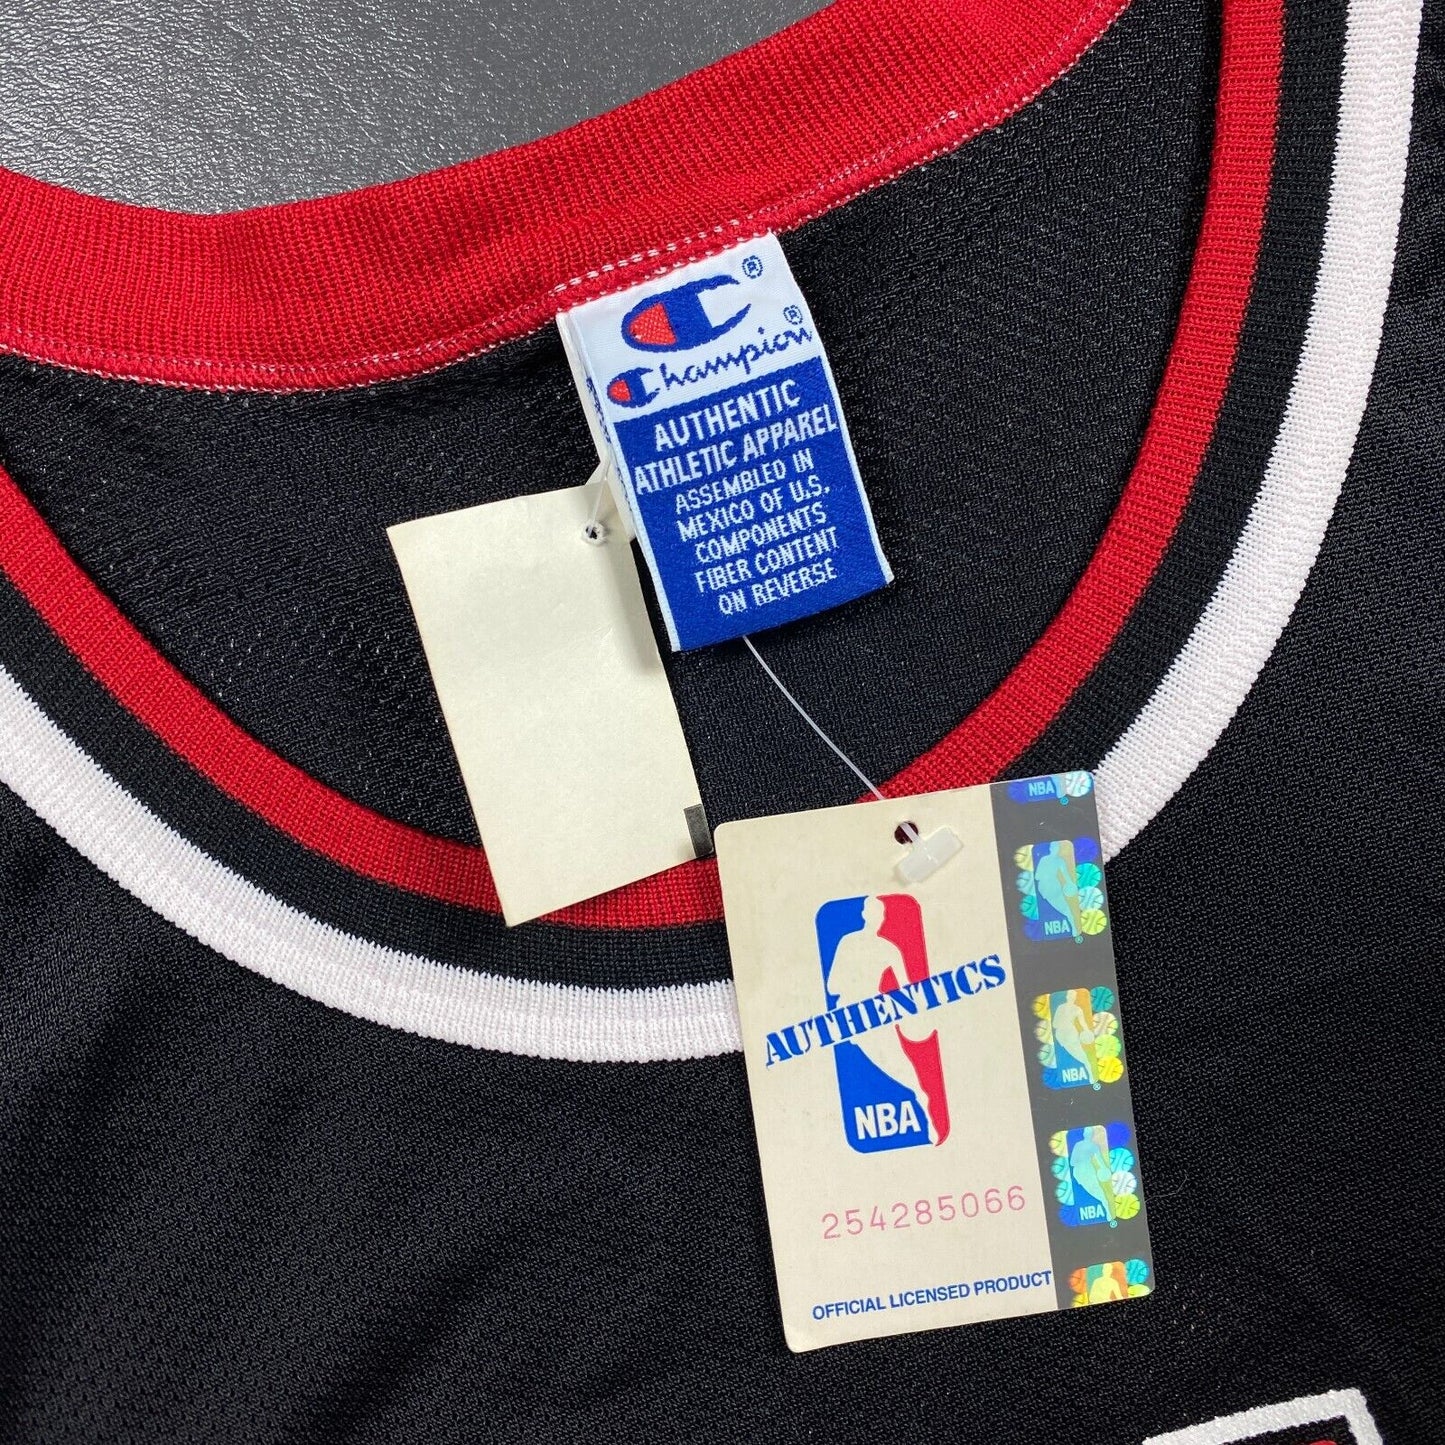 ®
Champion®
AUTHENTIC
ATHLETIC APPAREL
ASSEMBLED IN
MEXICO OF U.S.
COMPONENTS
FIBER CONTENT
ON REVERSE
NBA
AUTHENTICS
NBA
254285066
OFFICIAL LICENSED PRODUCT
NBA®
NBA®
NBA®